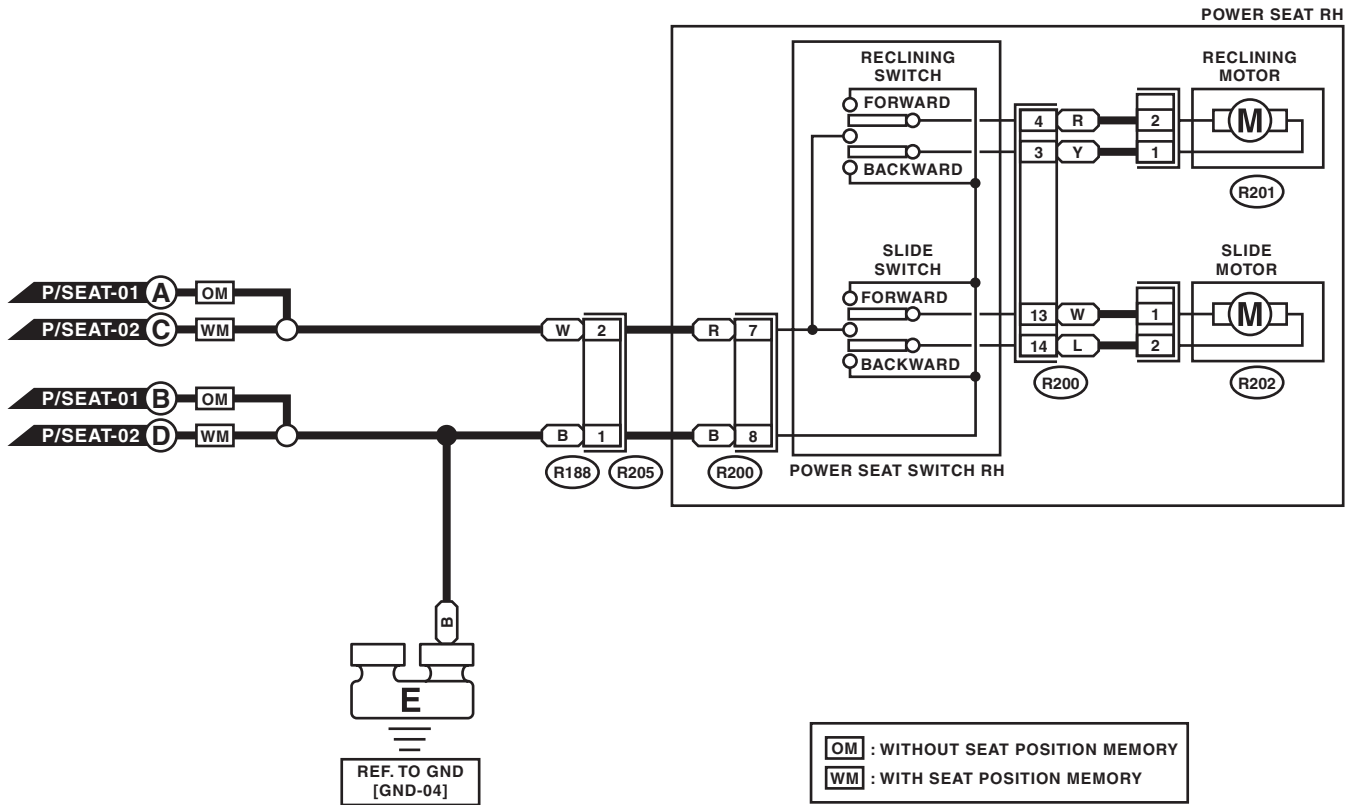 POWER SEAT RH
RECLINING
SWITCH
RECLINING
MOTOR
FORWARD
4 R 2
M
3 Y 1
BACKWARD
R201
SLIDE
SWITCH
SLIDE
MOTOR
P/SEAT-01 A OM
FORWARD
13 W 1
M
P/SEAT-02 C WM
W 2
R 7
14 L 2
BACKWARD
R200
R202
P/SEAT-01 B OM
P/SEAT-02 D WM
B 1
B 8
R188
R205
R200
POWER SEAT SWITCH RH
B
E
REF. TO GND
[GND-04]
OM : WITHOUT SEAT POSITION MEMORY
WM : WITH SEAT POSITION MEMORY